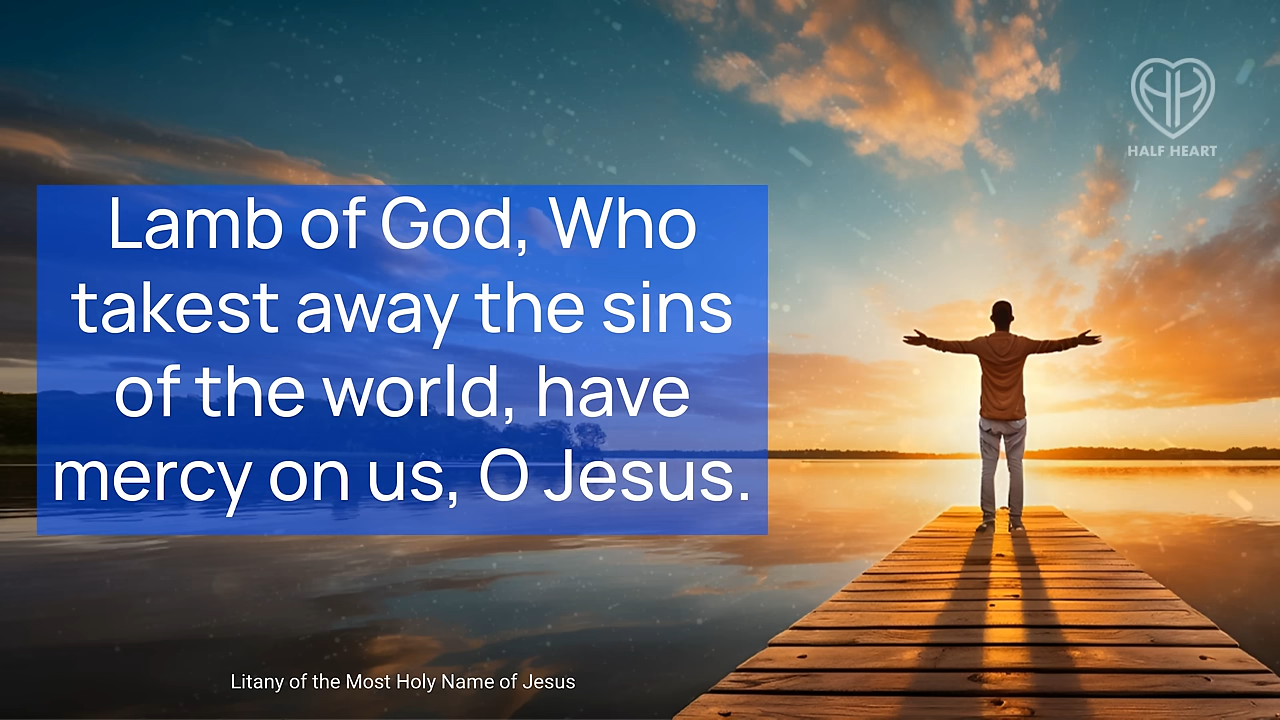 HALF HEART
Lamb of God, Who
takest away the sins
of the world, have
mercy on us, O Jesus.
Litany of the Most Holy Name of Jesus